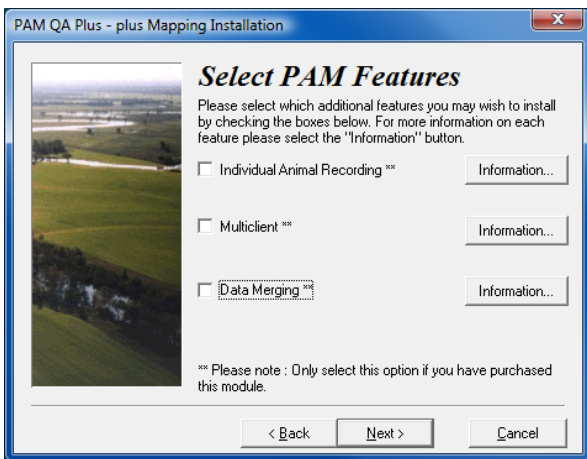 PAM QA Plus - plus Mapping Installation
Select PAM Features
Please select which additional features you may wish to install
by checking the boxes below. For more information on each
feature please select the "Information" button.
Individual Animal Recording ** Information...
Multiclient ** Information...
Data Merging ** Information...
** Please note : Only select this option if you have purchased
this module.
< Back Next > Cancel